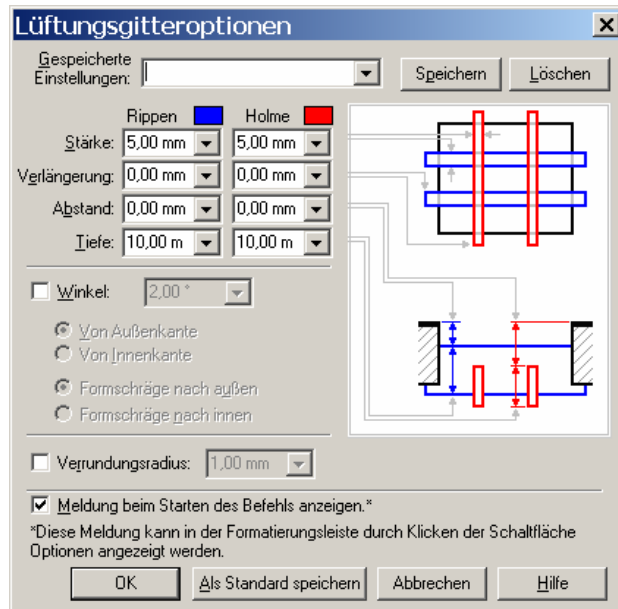 Lüftungsgitteroptionen
Gespeicherte
Einstellungen:
Speichern
Löschen
Rippen Holme
Stärke: 5,00 mm 5,00 mm
Verlängerung: 0,00 mm 0,00 mm
Abstand: 0,00 mm 0,00 mm
Tiefe: 10,00 m 10,00 m
Winkel: 2,00 °
Von Außenkante
Von Innenkante
Formschräge nach außen
Formschräge nach innen
Verrundungsradius: 1,00 mm
Meldung beim Starten des Befehls anzeigen.*
*Diese Meldung kann in der Formatierungsleiste durch Klicken der Schaltfläche
Optionen angezeigt werden.
OK Als Standard speichern Abbrechen Hilfe